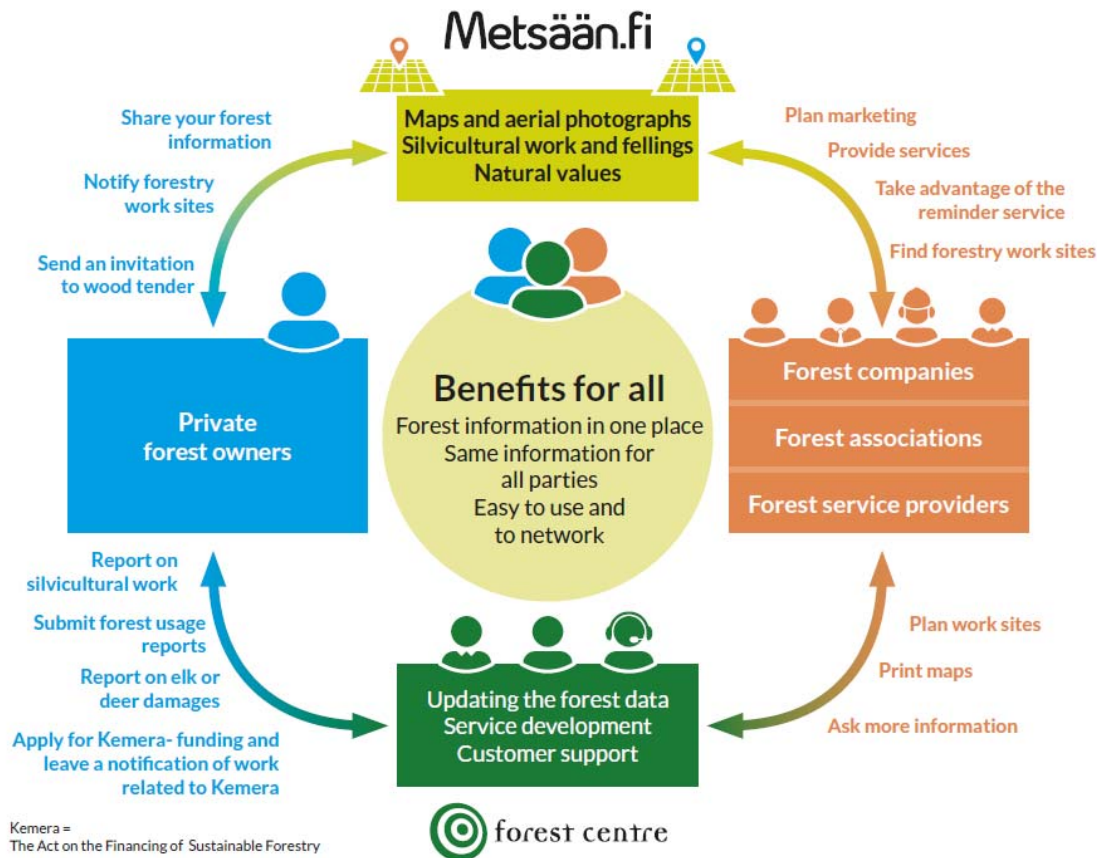 Metsään.fi
Maps and aerial photographs
Silvicultural work and fellings
Natural values
Share your forest
information
Notify forestry
work sites
Send an invitation
to wood tender
Plan marketing
Provide services
Take advantage of the
reminder service
Find forestry work sites
Private
forest owners
Benefits for all
Forest information in one place
Same information for
all parties
Easy to use and
to network
Forest companies
Forest associations
Forest service providers
Report on
silvicultural work
Submit forest usage
reports
Report on elk or
deer damages
Apply for Kemera- funding and
leave a notification of work
related to Kemera
Updating the forest data
Service development
Customer support
Plan work sites
Print maps
Ask more information
Kemera =
The Act on the Financing of Sustainable Forestry
forest centre